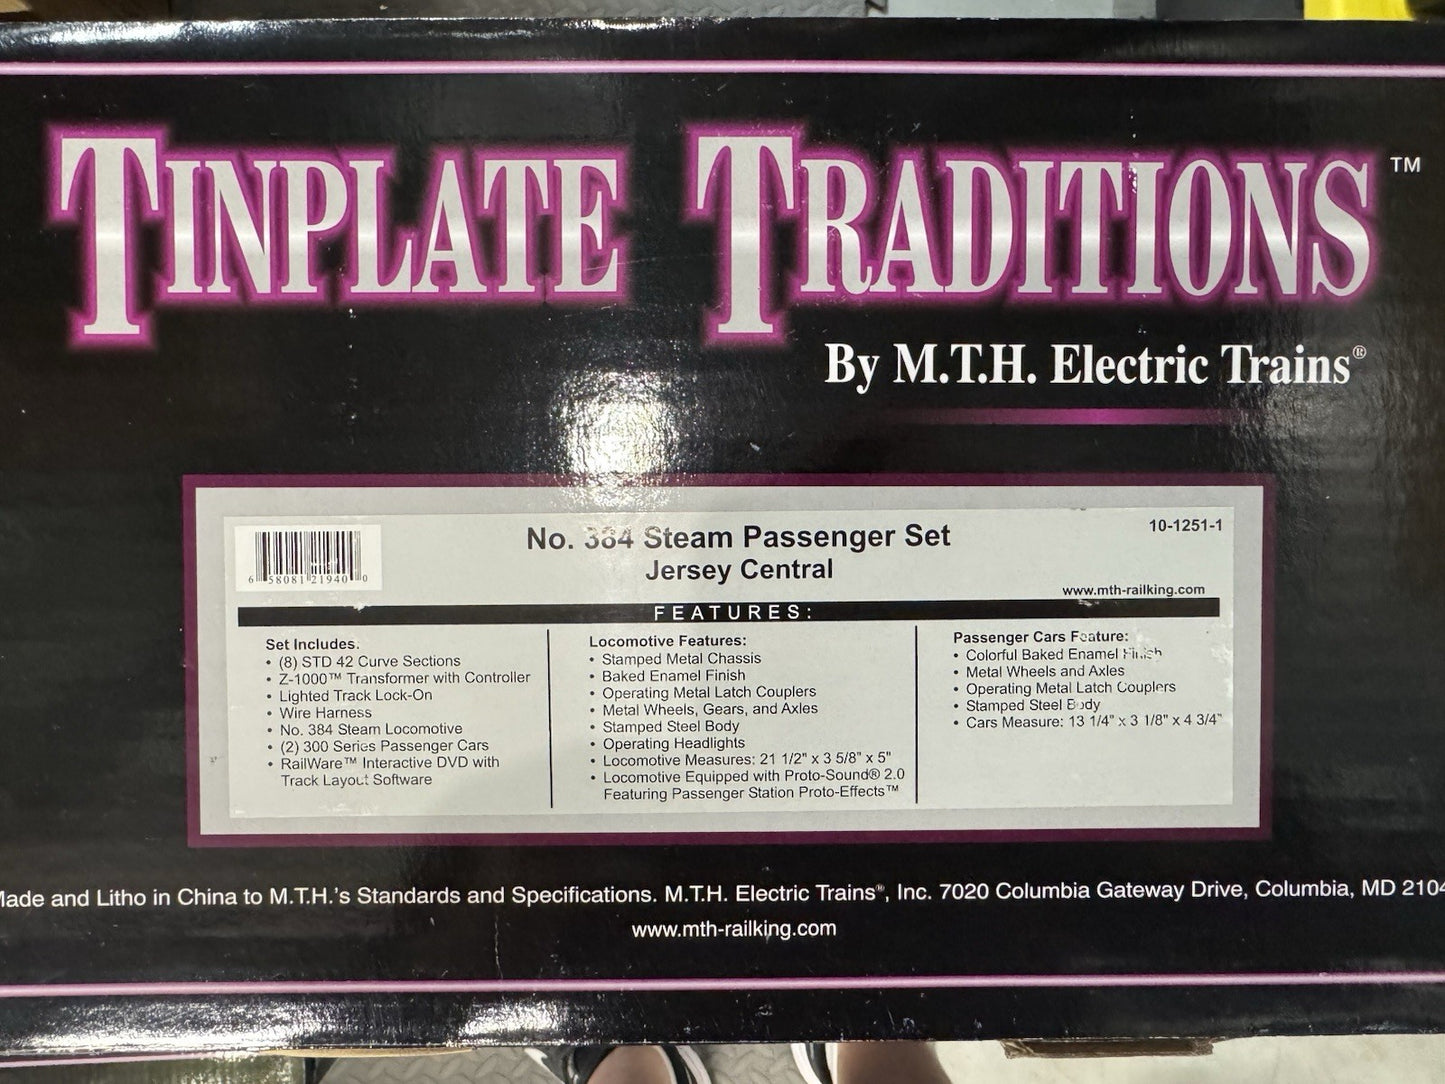 TINPLATE TRADITIONS™
By M.T.H. Electric Trains®
6 58081 21940 0
No. 384 Steam Passenger Set
Jersey Central
10-1251-1
www.mth-railking.com
FEATURES:
Set Includes:
• (8) STD 42 Curve Sections
• Z-1000™ Transformer with Controller
• Lighted Track Lock-On
• Wire Harness
• No. 384 Steam Locomotive
• (2) 300 Series Passenger Cars
• RailWare™ Interactive DVD with
Track Layout Software
Locomotive Features:
• Stamped Metal Chassis
• Baked Enamel Finish
• Operating Metal Latch Couplers
• Metal Wheels, Gears, and Axles
• Stamped Steel Body
• Operating Headlights
• Locomotive Measures: 21 1/2" x 3 5/8" x 5"
• Locomotive Equipped with Proto-Sound® 2.0
Featuring Passenger Station Proto-Effects™
Passenger Cars Feature:
• Colorful Baked Enamel Finish
• Metal Wheels and Axles
• Operating Metal Latch Couplers
• Stamped Steel Body
• Cars Measure: 13 1/4" x 3 1/8" x 4 3/4"
Made and Litho in China to M.T.H.'s Standards and Specifications. M.T.H. Electric Trains®, Inc. 7020 Columbia Gateway Drive, Columbia, MD 2104
www.mth-railking.com